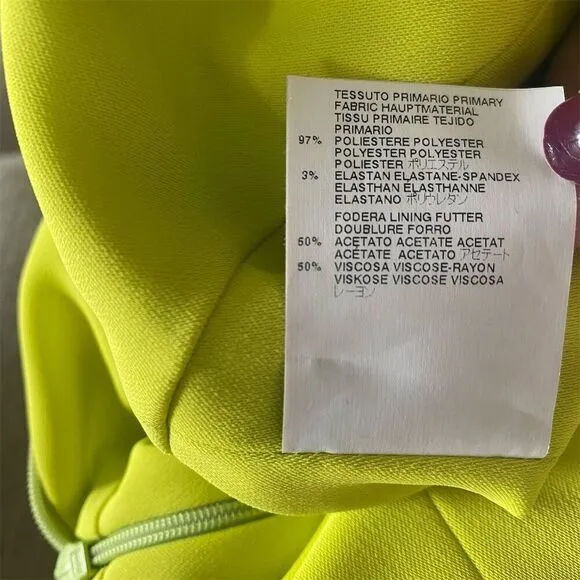 TESSUTO PRIMARIO PRIMARY
FABRIC HAUPTMATERIAL
TISSU PRIMAIRE TEJIDO
PRIMARIO
97% POLIESTERE POLYESTER
POLYESTER POLYESTER
POLIESTER ポリエステル
3% ELASTAN ELASTANE-SPANDEX
ELASTHAN ÉLASTHANNE
ELASTANO ポリウレタン
FODERA LINING FUTTER
DOUBLURE FORRO
50% ACETATO ACETATE ACETAT
ACÉTATE ACETATO アセテート
50% VISCOSA VISCOSE-RAYON
VISKOSE VISCOSE VISCOSA
レーヨン